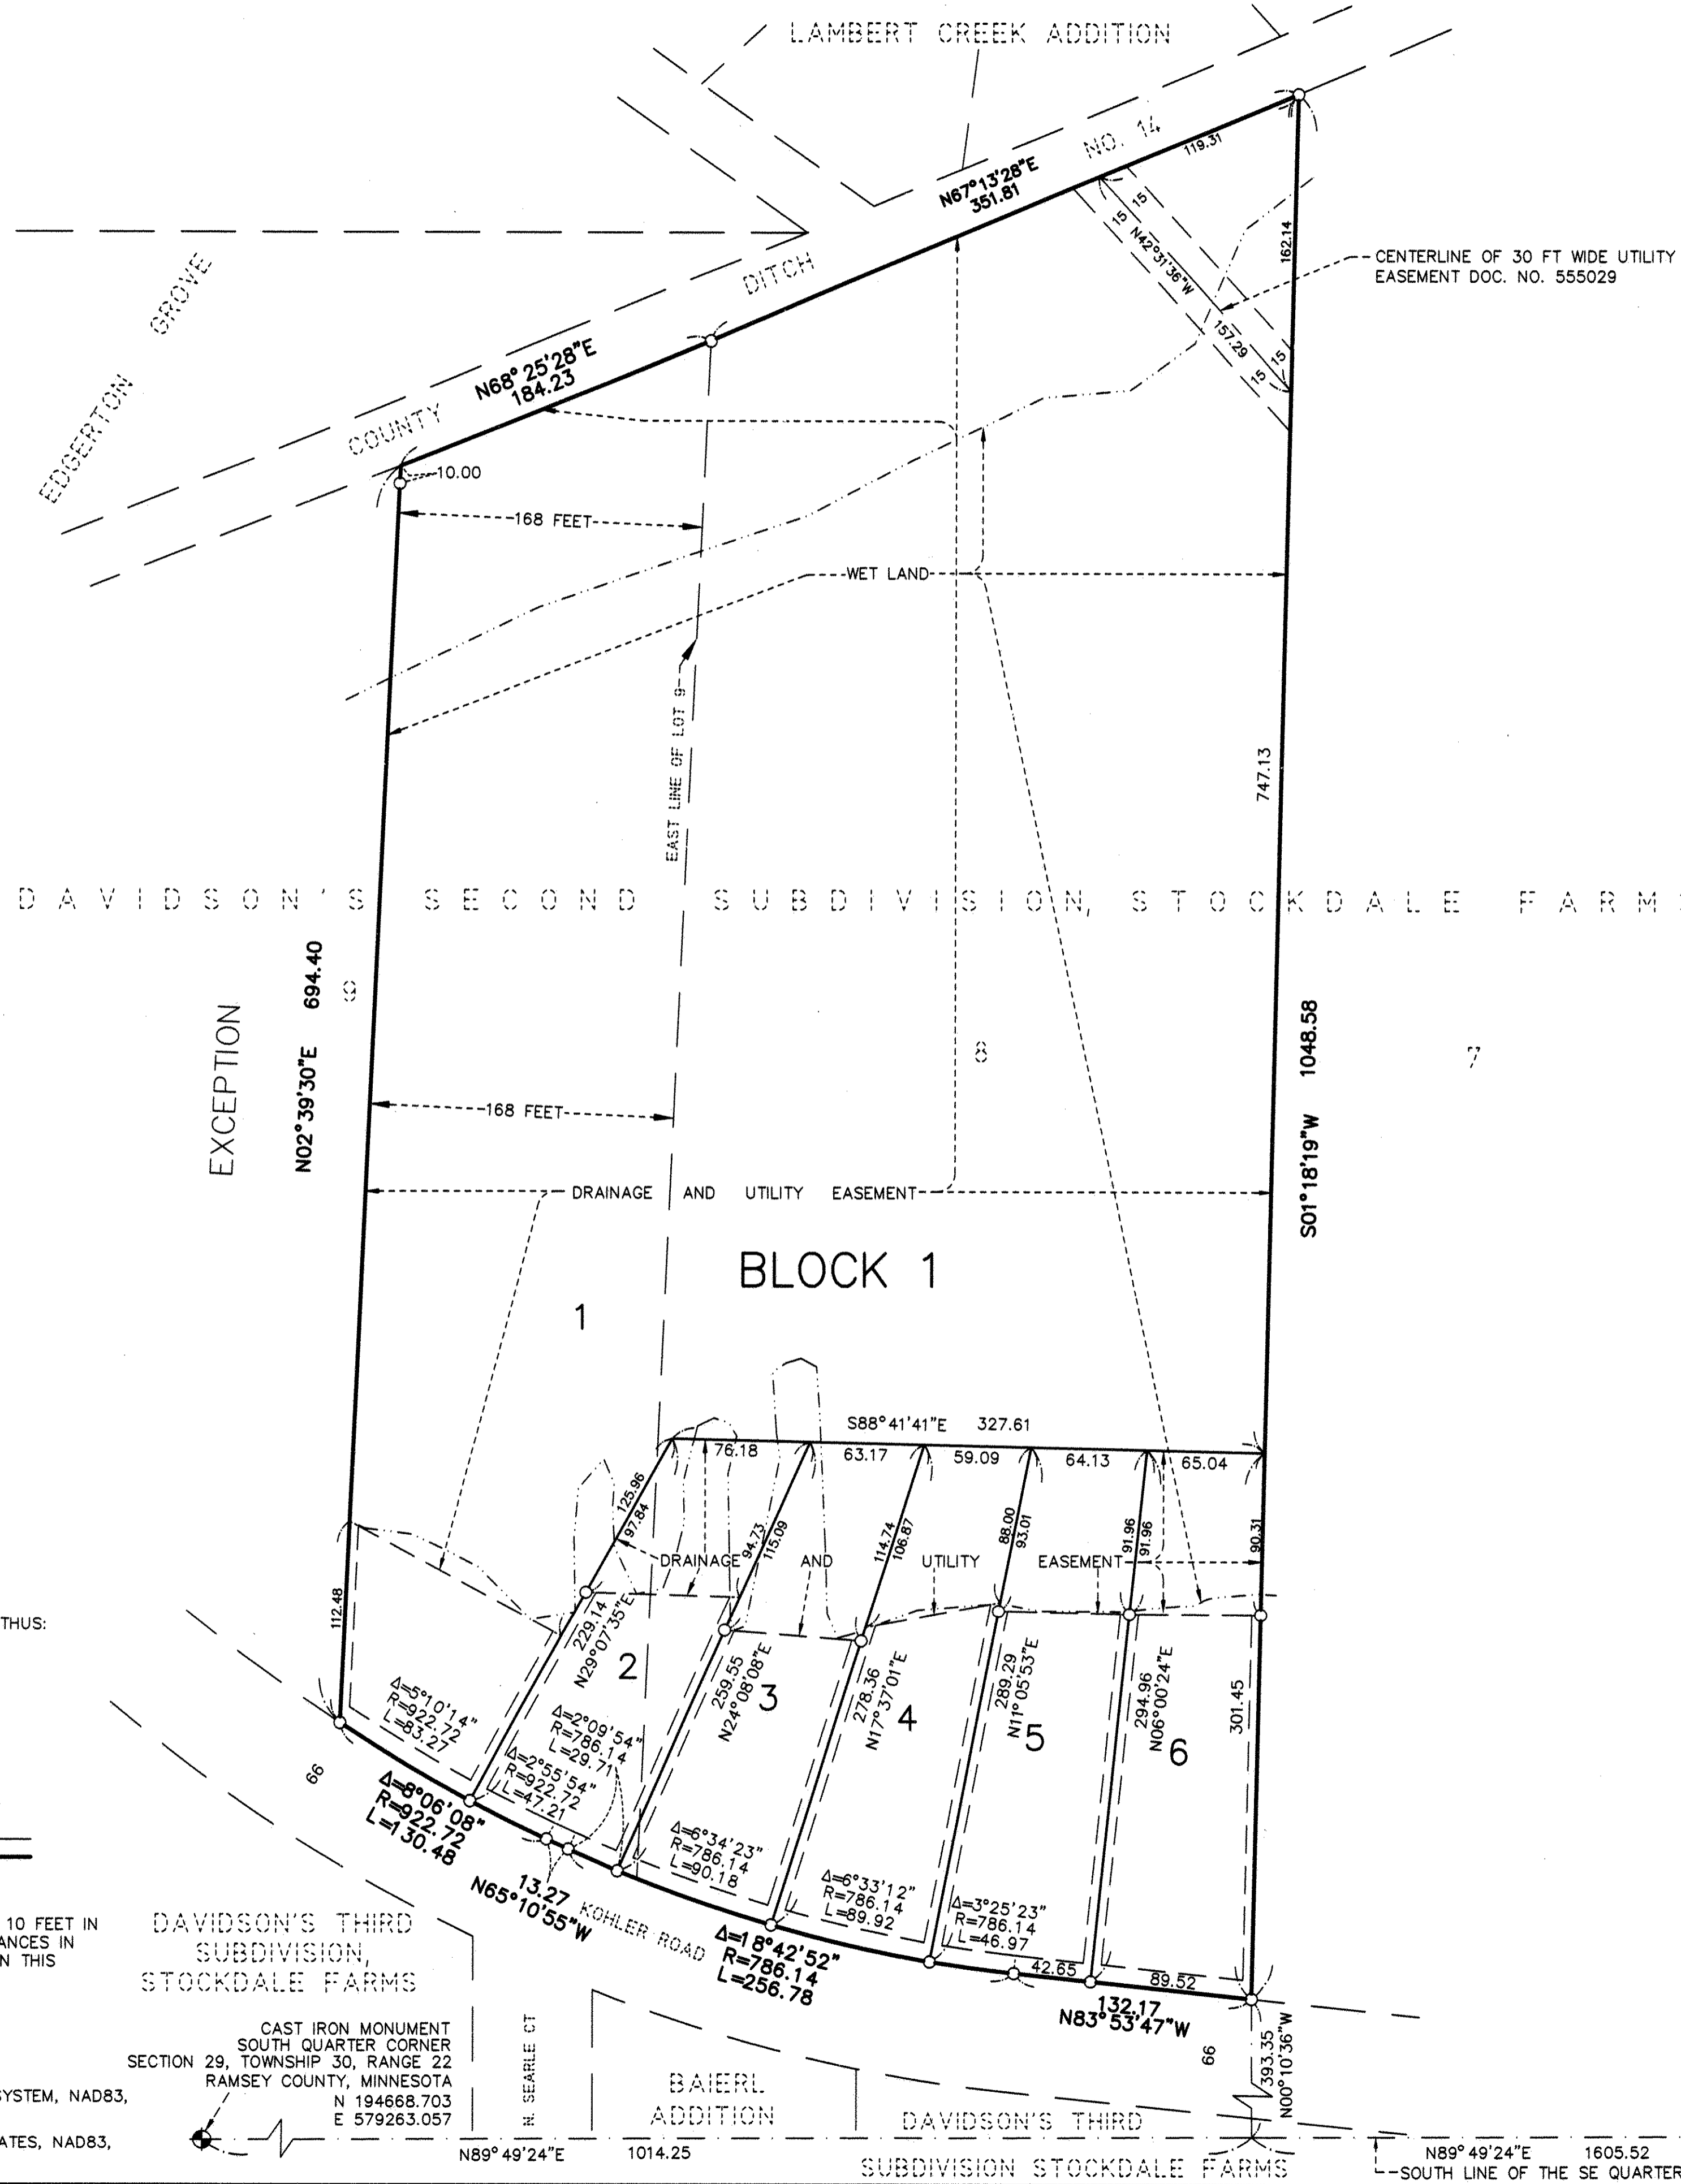 LAMBERT CREEK ADDITION
NO. 14
119.31
N67°13'28"E
351.81
15
15
N42°31'36"W
157.29
15
15
162.14
CENTERLINE OF 30 FT WIDE UTILITY
EASEMENT DOC. NO. 555029
EDGERTON GROVE
COUNTY DITCH
N68°25'28"E
184.23
10.00
168 FEET
WET LAND
EAST LINE OF LOT 9
747.13
DAVIDSON'S SECOND SUBDIVISION, STOCKDALE FARM
EXCEPTION
N02°39'30"E 694.40
9
8
7
S01°18'19"W 1048.58
168 FEET
DRAINAGE AND UTILITY EASEMENT
BLOCK 1
1
S88°41'41"E 327.61
76.18
63.17
59.09
64.13
65.04
125.96
97.84
94.73
115.09
114.74
106.87
88.00
93.01
91.96
91.96
90.31
DRAINAGE AND UTILITY EASEMENT
112.48
THUS:
229.14
N29°07'35"E
2
259.55
N24°08'08"E
3
278.36
N17°37'01"E
4
289.29
N11°05'53"E
5
294.96
N06°00'24"E
6
301.45
Δ=5°10'14"
R=922.72
L=83.27
Δ=2°09'54"
R=786.14
L=29.71
Δ=2°55'54"
R=922.72
L=47.21
66
Δ=8°06'08"
R=922.72
L=130.48
Δ=6°34'23"
R=786.14
L=90.18
Δ=6°33'12"
R=786.14
L=89.92
Δ=3°25'23"
R=786.14
L=46.97
13.27
N65°10'55"W
KOHLER ROAD
Δ=18°42'52"
R=786.14
L=256.78
42.65
89.52
132.17
N83°53'47"W
66
393.35
N00°10'36"W
10 FEET IN
ANCES IN
N THIS
DAVIDSON'S THIRD
SUBDIVISION,
STOCKDALE FARMS
CAST IRON MONUMENT
SOUTH QUARTER CORNER
SECTION 29, TOWNSHIP 30, RANGE 22
RAMSEY COUNTY, MINNESOTA
N 194668.703
E 579263.057
SYSTEM, NAD83,
ATES, NAD83,
N. SEARLE CT
BAIERL
ADDITION
DAVIDSON'S THIRD
SUBDIVISION STOCKDALE FARMS
N89°49'24"E 1014.25
N89°49'24"E 1605.52
SOUTH LINE OF THE SE QUARTER